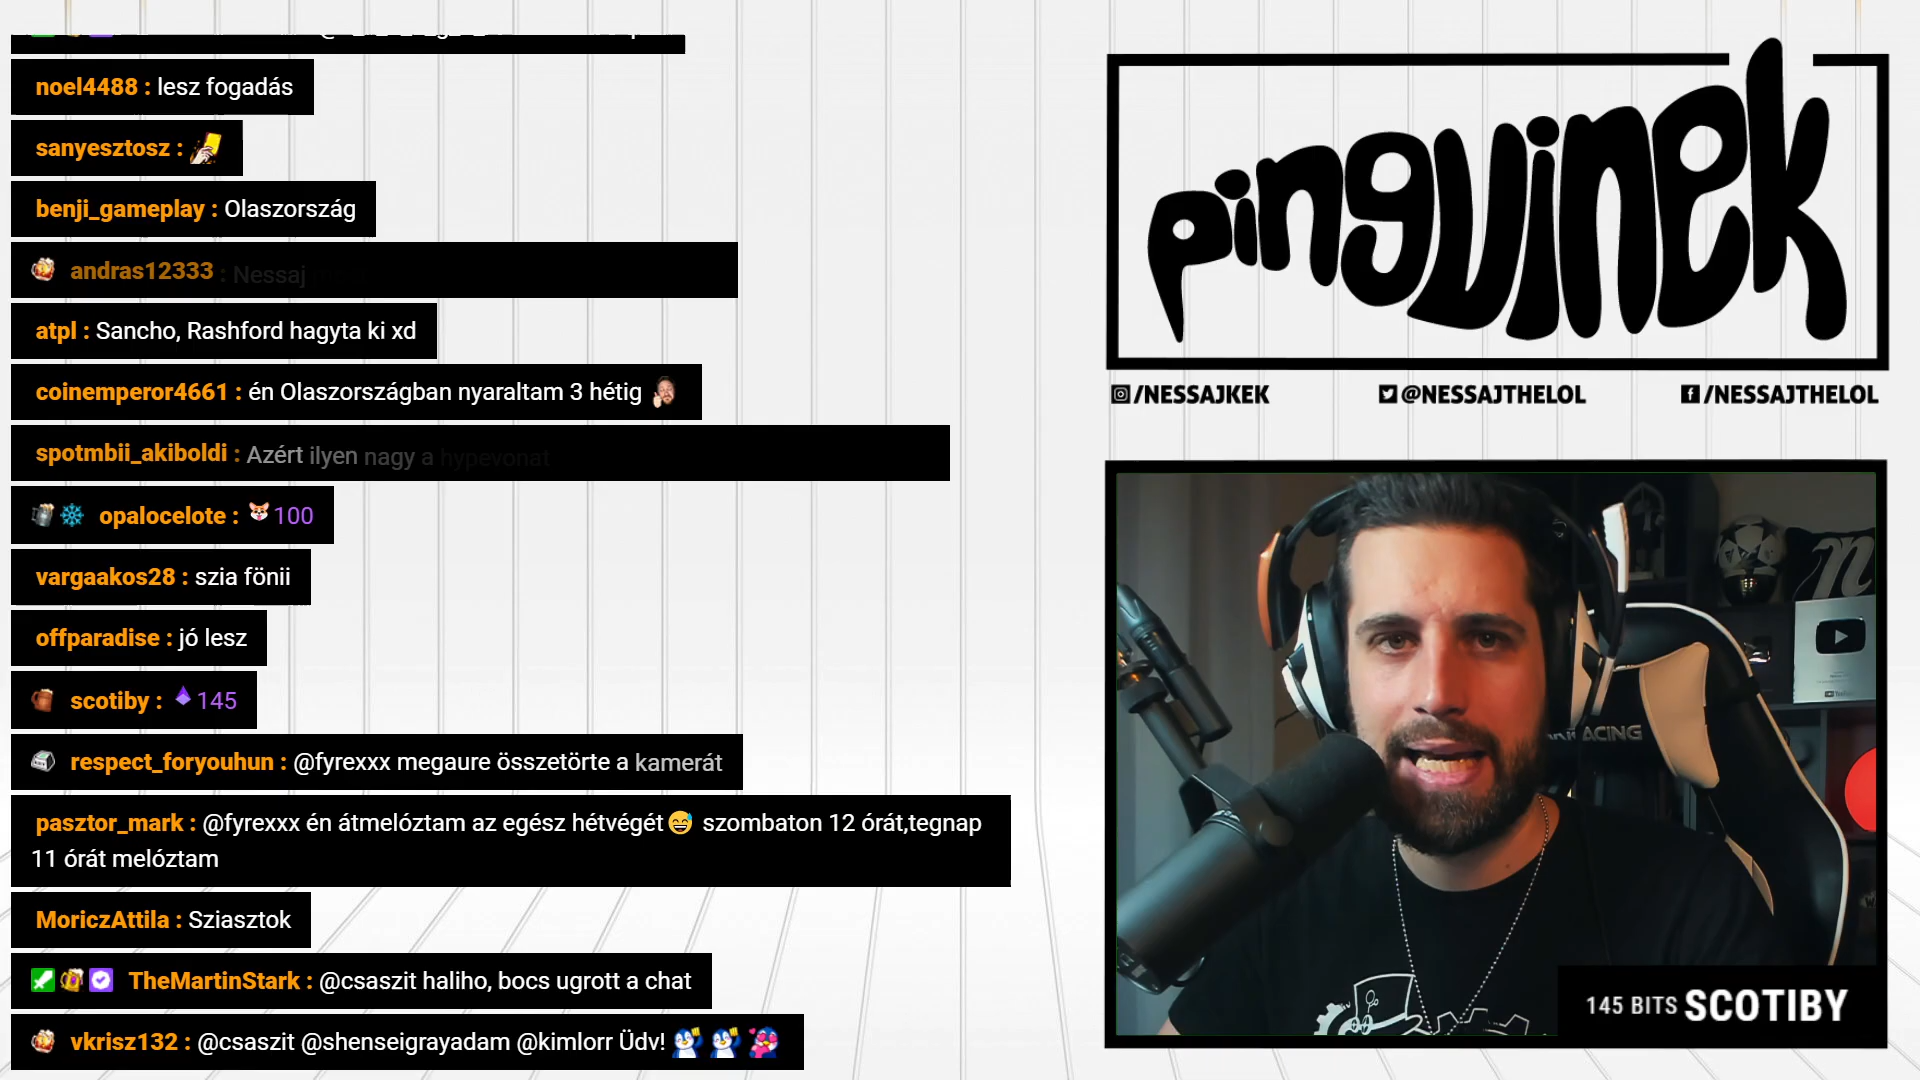 noel4488 : lesz fogadás
sanyesztosz :
benji_gameplay : Olaszország
andras12333 : Nessaj
atpl : Sancho, Rashford hagyta ki xd
coinemperor4661 : én Olaszországban nyaraltam 3 hétig
spotmbii_akiboldi : Azért ilyen nagy a hypevonat
opalocelote : 100
vargaakos28 : szia fönii
offparadise : jó lesz
scotiby : 145
respect_foryouhun : @fyrexxx megaure összetörte a kamerát
pasztor_mark : @fyrexxx én átmelóztam az egész hétvégét😅 szombaton 12 órát,tegnap
11 órát melóztam
MoriczAttila : Sziasztok
TheMartinStark : @csaszit haliho, bocs ugrott a chat
vkrisz132 : @csaszit @shenseigrayadam @kimlorr Üdv!
pingvinek
/NESSAJKEK
@NESSAJTHELOL
/NESSAJTHELOL
n
ACING
145 BITS SCOTIBY